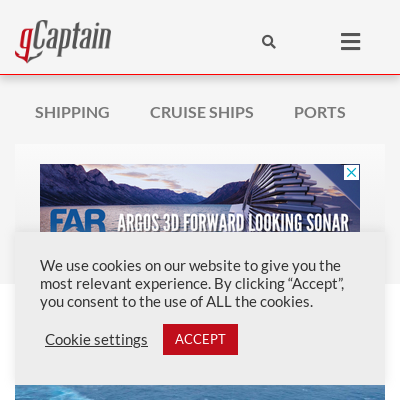 gCaptain
SHIPPING CRUISE SHIPS PORTS
FAR
ARGOS 3D FORWARD LOOKING SONAR
We use cookies on our website to give you the
most relevant experience. By clicking “Accept”,
you consent to the use of ALL the cookies.
Cookie settings ACCEPT